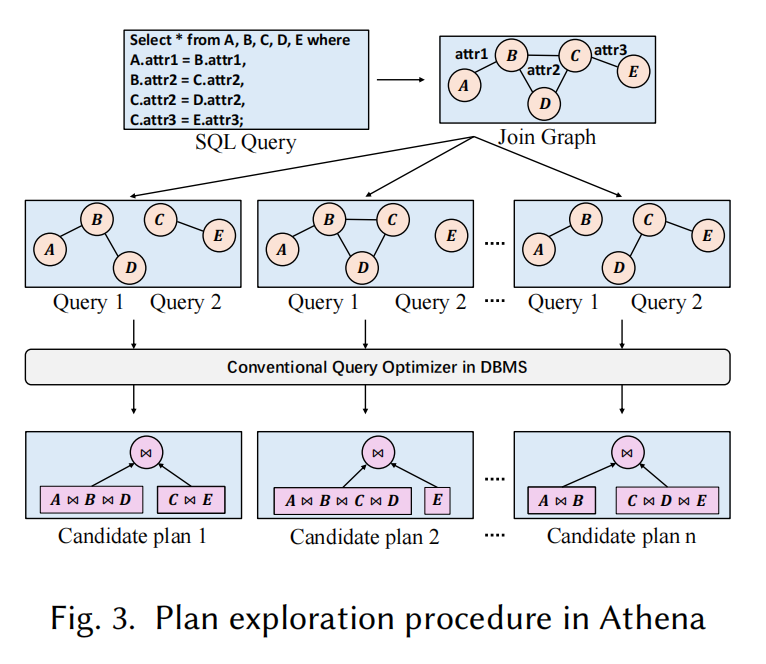 Select * from A, B, C, D, E where
A.attr1 = B.attr1,
B.attr2 = C.attr2,
C.attr2 = D.attr2,
C.attr3 = E.attr3;
SQL Query
attr1 B C attr3
attr2
A E
D
Join Graph
B C
A E
D
Query 1 Query 2
B C
A E
D
Query 1 Query 2
....
....
B C
A E
D
Query 1 Query 2
Conventional Query Optimizer in DBMS
⋈
A ⋈ B ⋈ D C ⋈ E
Candidate plan 1
⋈
A ⋈ B ⋈ C ⋈ D E
Candidate plan 2
....
....
⋈
A ⋈ B C ⋈ D ⋈ E
Candidate plan n
Fig. 3. Plan exploration procedure in Athena